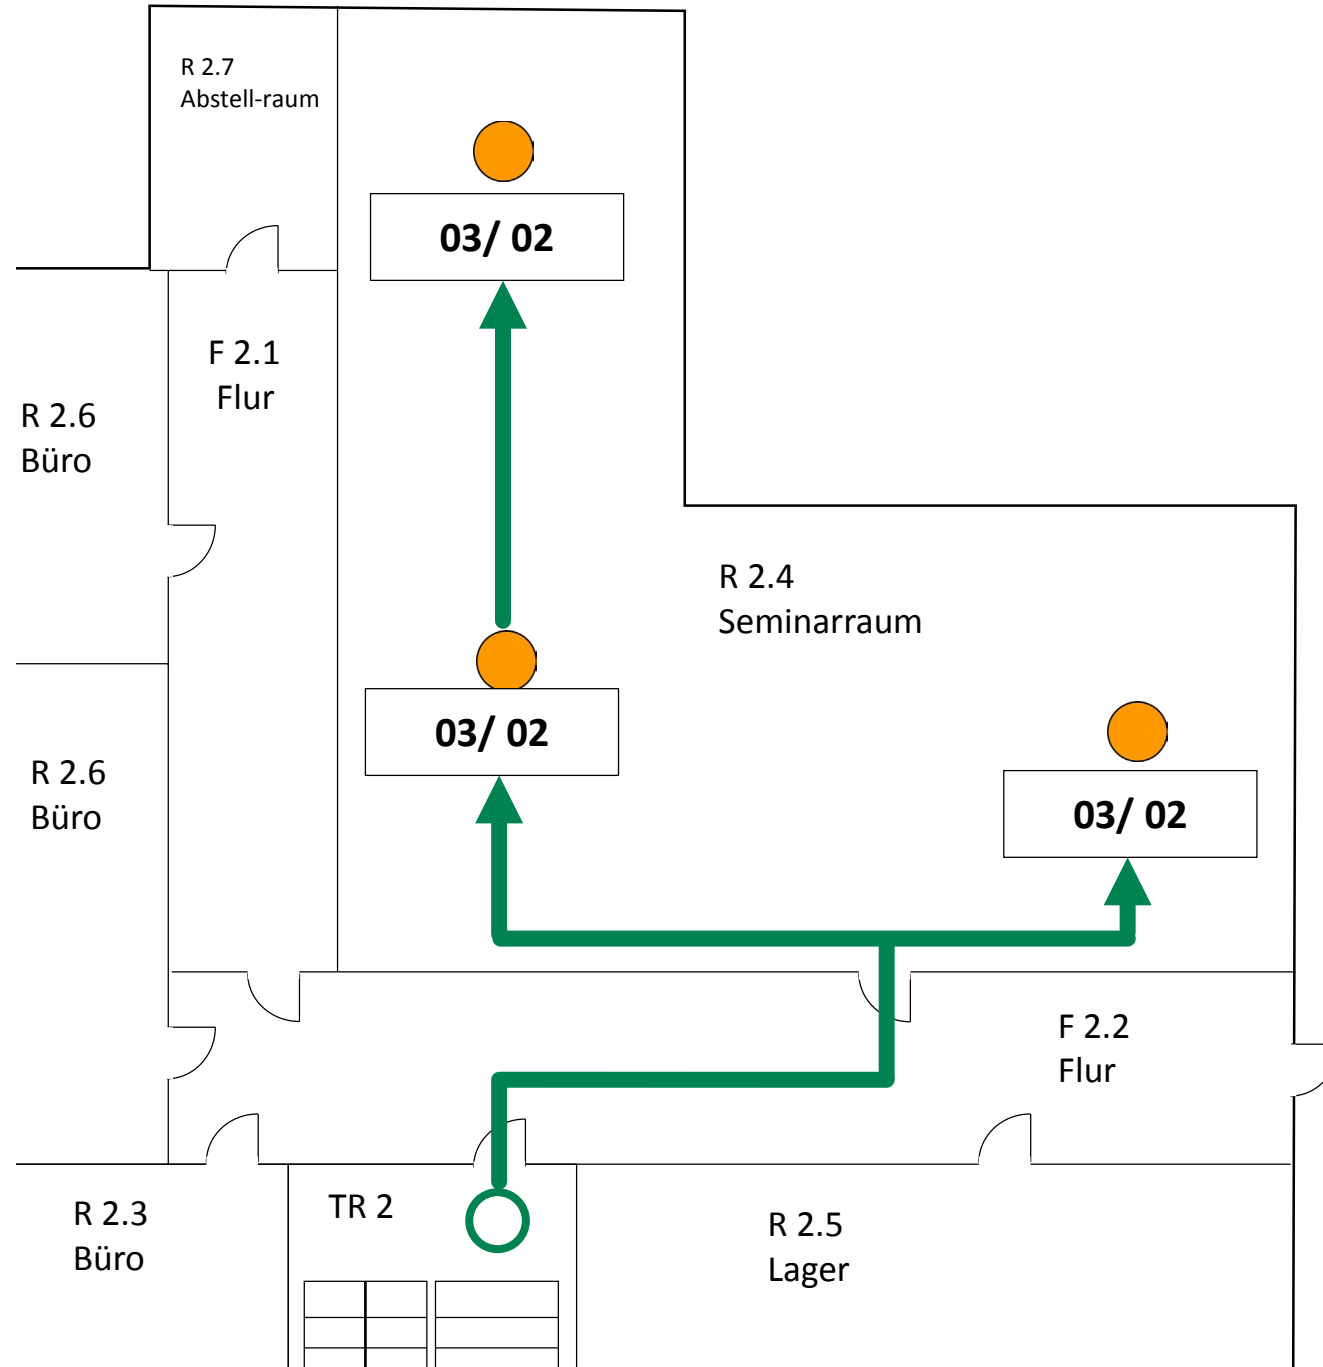 R 2.7
Abstell-raum
03/ 02
F 2.1
Flur
R 2.6
Büro
R 2.4
Seminarraum
03/ 02
R 2.6
Büro
03/ 02
F 2.2
Flur
TR 2
R 2.3
Büro
R 2.5
Lager